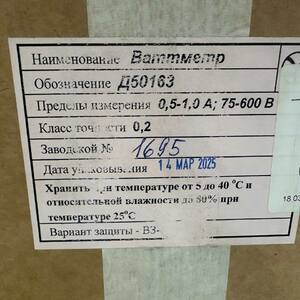 Наименование Ваттметр
Обозначение Д50163
Пределы измерения 0,5-1,0 А; 75-600 В
Класс точности 0,2
Заводской № 1695
Дата упаковывания 14 МАР 2025
Хранить при температуре от 5 до 40 °С и
относительной влажности до 80% при
температуре 25°С
Вариант защиты - ВЗ-
18.03